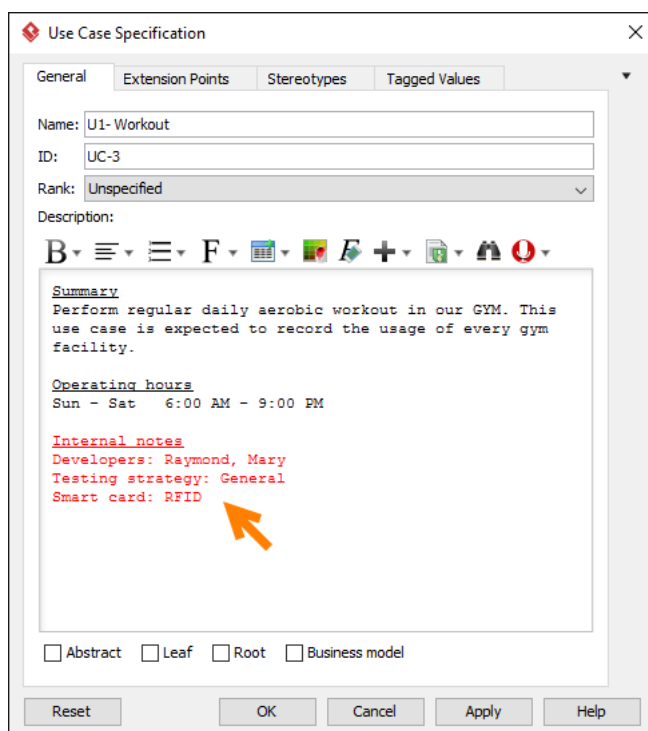 Use Case Specification
General Extension Points Stereotypes Tagged Values
Name: U1- Workout
ID: UC-3
Rank: Unspecified
Description:
B F F
Summary
Perform regular daily aerobic workout in our GYM. This
use case is expected to record the usage of every gym
facility.
Operating hours
Sun - Sat 6:00 AM - 9:00 PM
Internal notes
Developers: Raymond, Mary
Testing strategy: General
Smart card: RFID
Abstract Leaf Root Business model
Reset OK Cancel Apply Help